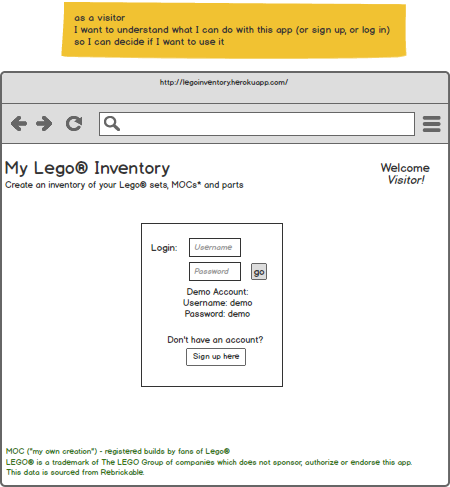 as a visitor
I want to understand what I can do with this app (or sign up, or log in)
so I can decide if I want to use it
http://legoinventory.herokuapp.com/
My Lego® Inventory
Create an inventory of your Lego® sets, MOCs* and parts
Welcome
Visitor!
Login:
Username
Password
go
Demo Account:
Username: demo
Password: demo
Don't have an account?
Sign up here
MOC ("my own creation") - registered builds by fans of Lego®
LEGO® is a trademark of The LEGO Group of companies which does not sponsor, authorize or endorse this app.
This data is sourced from Rebrickable.